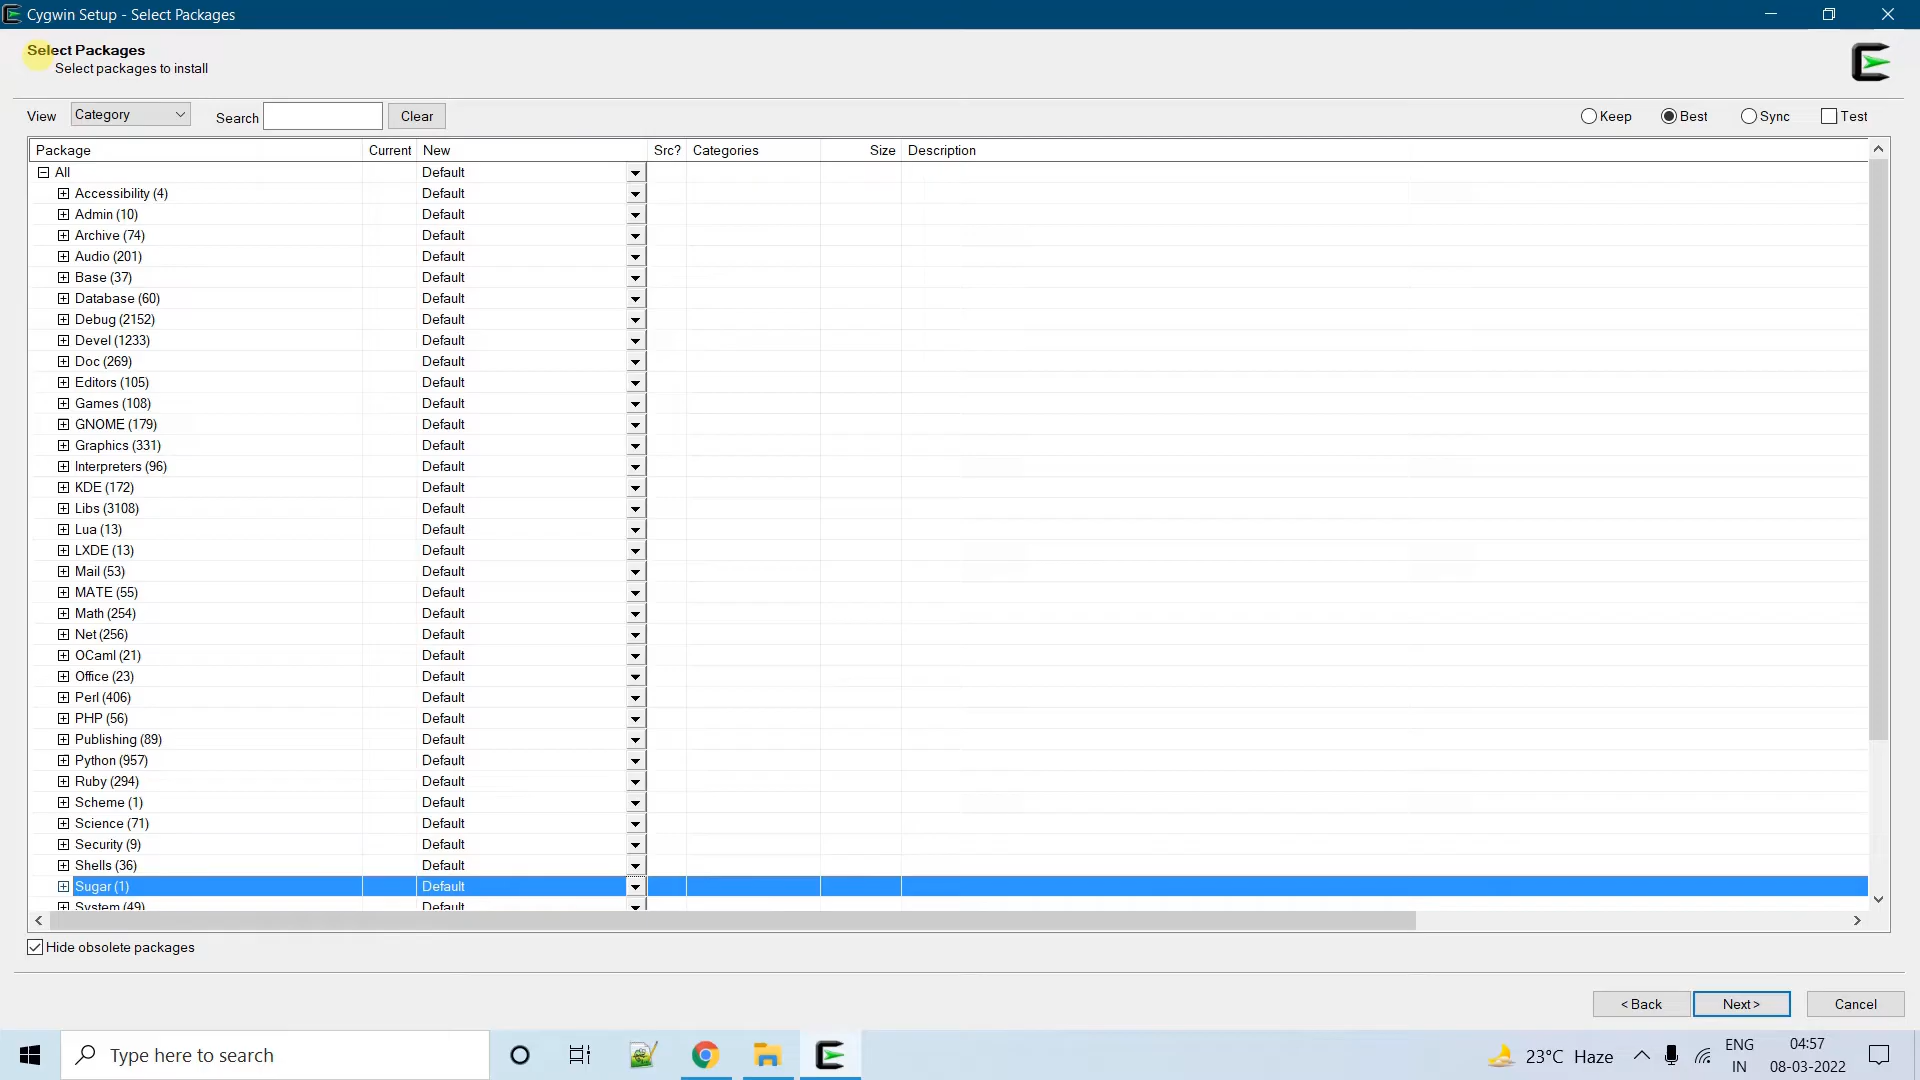 Cygwin Setup - Select Packages
Select Packages
Select packages to install
View Category Search Clear Keep Best Sync Test
Package Current New Src? Categories Size Description
All Default
Accessibility (4) Default
Admin (10) Default
Archive (74) Default
Audio (201) Default
Base (37) Default
Database (60) Default
Debug (2152) Default
Devel (1233) Default
Doc (269) Default
Editors (105) Default
Games (108) Default
GNOME (179) Default
Graphics (331) Default
Interpreters (96) Default
KDE (172) Default
Libs (3108) Default
Lua (13) Default
LXDE (13) Default
Mail (53) Default
MATE (55) Default
Math (254) Default
Net (256) Default
OCaml (21) Default
Office (23) Default
Perl (406) Default
PHP (56) Default
Publishing (89) Default
Python (957) Default
Ruby (294) Default
Scheme (1) Default
Science (71) Default
Security (9) Default
Shells (36) Default
Sugar (1) Default
System (49) Default
Hide obsolete packages
< Back Next > Cancel
Type here to search 23°C Haze ENG IN 04:57 08-03-2022